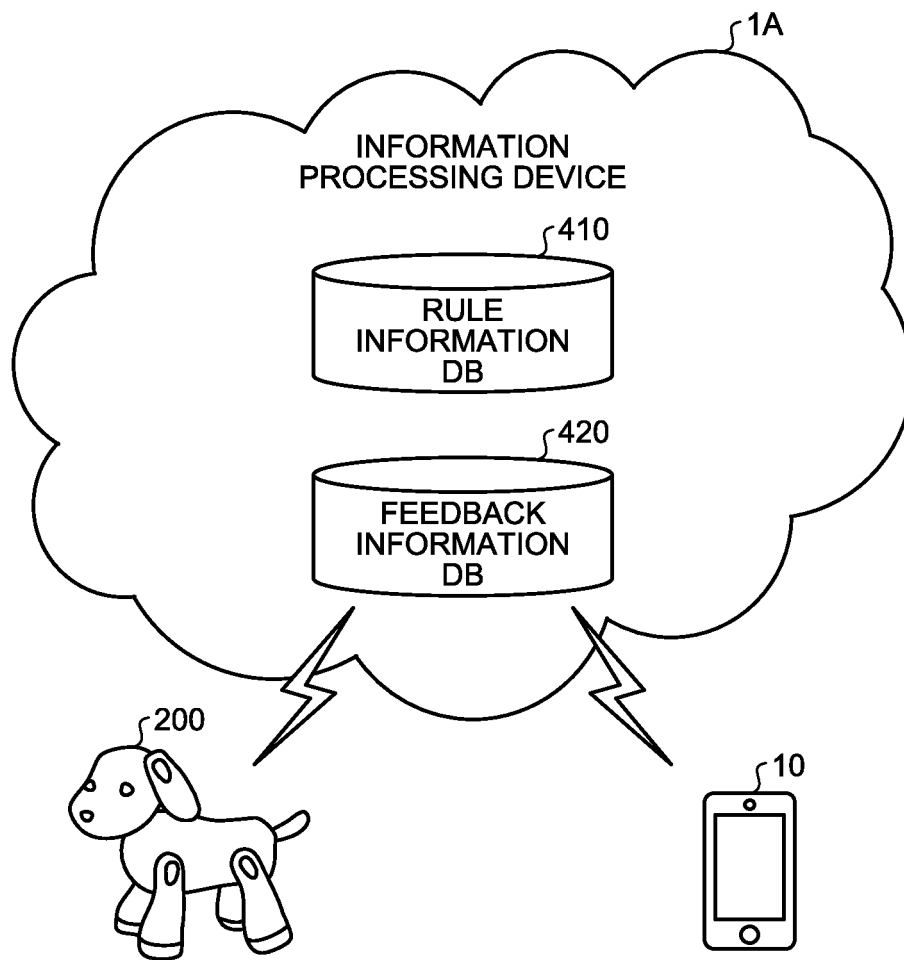 1A
INFORMATION
PROCESSING DEVICE
410
RULE
INFORMATION
DB
420
FEEDBACK
INFORMATION
DB
200
10